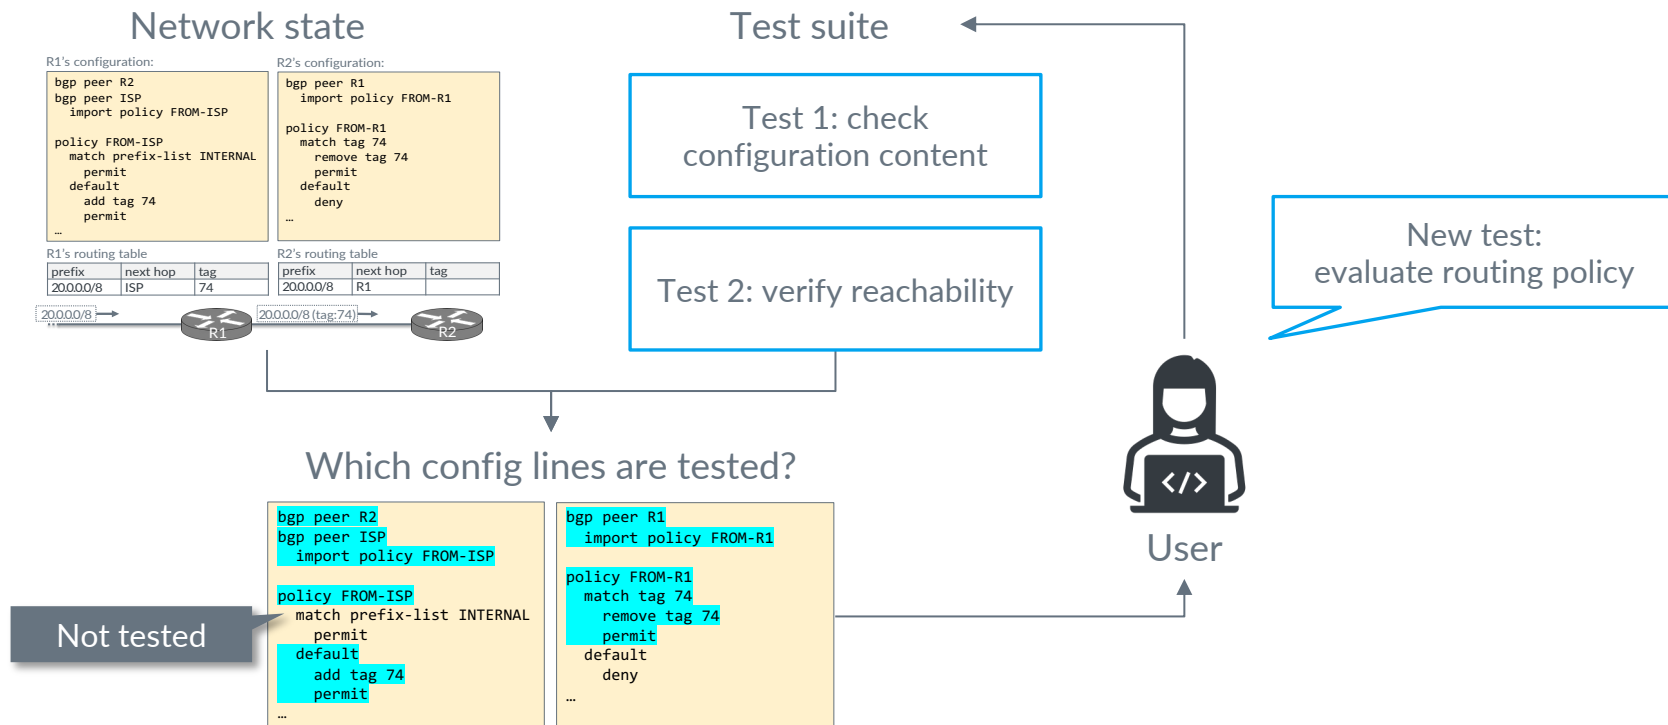 Network state
R1's configuration:
bgp peer R2
bgp peer ISP
import policy FROM-ISP
policy FROM-ISP
match prefix-list INTERNAL
permit
default
add tag 74
permit
…
R2's configuration:
bgp peer R1
import policy FROM-R1
policy FROM-R1
match tag 74
remove tag 74
permit
default
deny
…
R1's routing table
prefix next hop tag
20.0.0.0/8 ISP 74
R2's routing table
prefix next hop tag
20.0.0.0/8 R1
20.0.0.0/8
R1
20.0.0.0/8 (tag:74)
R2
Test suite
Test 1: check
configuration content
Test 2: verify reachability
New test:
evaluate routing policy
</>
User
Which config lines are tested?
bgp peer R2
bgp peer ISP
import policy FROM-ISP
policy FROM-ISP
match prefix-list INTERNAL
permit
default
add tag 74
permit
…
bgp peer R1
import policy FROM-R1
policy FROM-R1
match tag 74
remove tag 74
permit
default
deny
…
Not tested